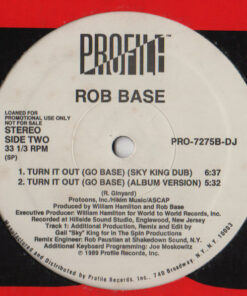 PROFILE
ROB BASE
LOANED FOR
PROMOTIONAL USE ONLY
NOT FOR SALE
STEREO
SIDE TWO
33 1/3 RPM
(SP)
PRO-7275B-DJ
1. TURN IT OUT (GO BASE) (SKY KING DUB) 6:37
2. TURN IT OUT (GO BASE) (ALBUM VERSION) 5:32
(R. Ginyard)
Protoons, Inc./Hikim Music/ASCAP
Produced by William Hamilton and Rob Base
Executive Producer: William Hamilton for World to World Records, Inc.
Recorded at Hillside Sound Studio, Englewood, New Jersey
Track 1: Additional Production, Remix and Edit by
Gail "Sky" King for In The Spin Productions
Remix Engineer: Rob Paustian at Shakedown Sound, N.Y.
Additional Keyboard Programming: Joe Moskowitz
℗ 1989 Profile Records, Inc.
Manufactured and Distributed by Profile Records, Inc., 740 Broadway, N.Y., N.Y. 10003